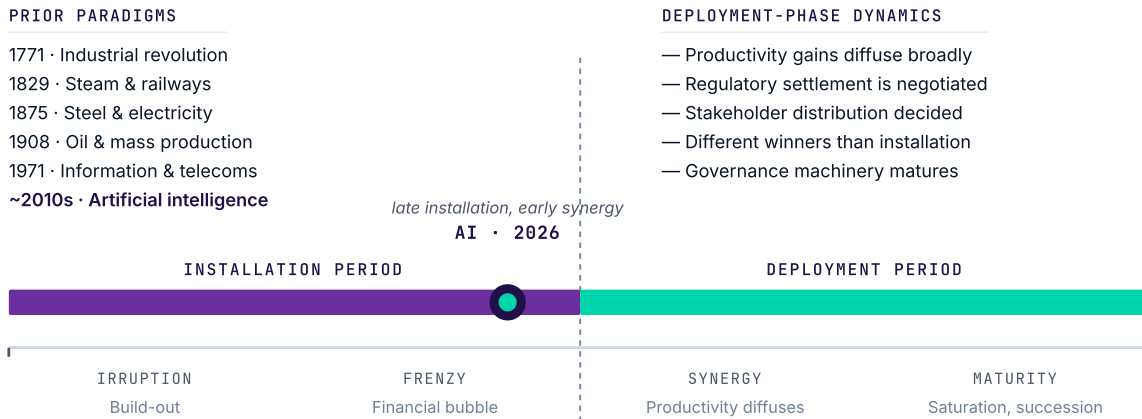 PRIOR PARADIGMS
1771 · Industrial revolution
1829 · Steam & railways
1875 · Steel & electricity
1908 · Oil & mass production
1971 · Information & telecoms
~2010s · Artificial intelligence
DEPLOYMENT-PHASE DYNAMICS
— Productivity gains diffuse broadly
— Regulatory settlement is negotiated
— Stakeholder distribution decided
— Different winners than installation
— Governance machinery matures
late installation, early synergy
AI · 2026
INSTALLATION PERIOD
DEPLOYMENT PERIOD
IRRUPTION
Build-out
FRENZY
Financial bubble
SYNERGY
Productivity diffuses
MATURITY
Saturation, succession